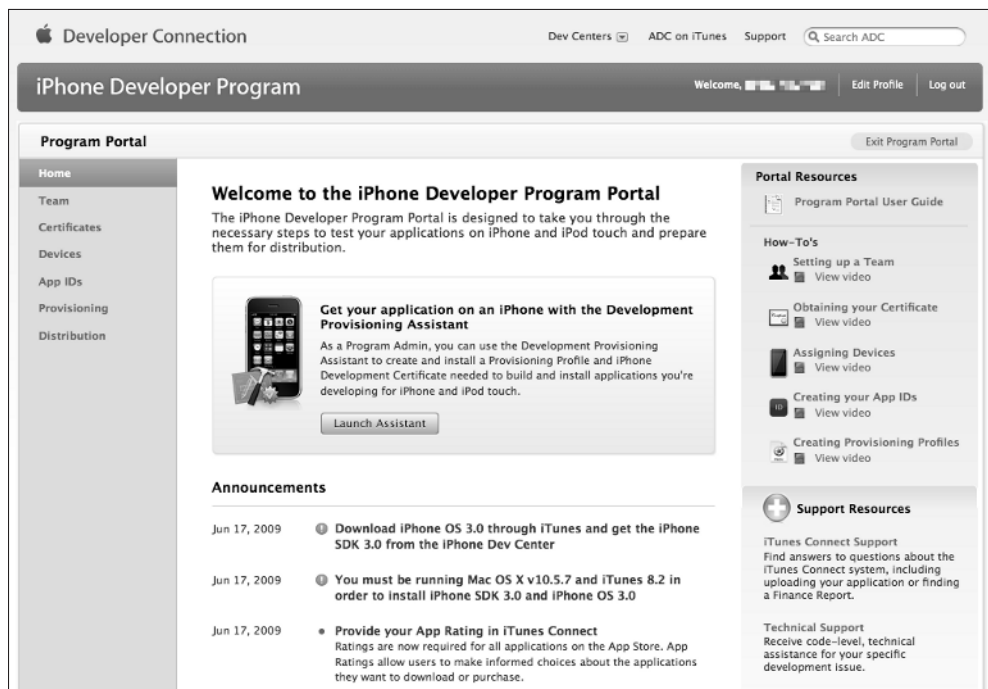 Developer Connection
Dev Centers
ADC on iTunes
Support
Search ADC
iPhone Developer Program
Welcome,
Edit Profile
Log out
Program Portal
Exit Program Portal
Home
Team
Certificates
Devices
App IDs
Provisioning
Distribution
Welcome to the iPhone Developer Program Portal
The iPhone Developer Program Portal is designed to take you through the
necessary steps to test your applications on iPhone and iPod touch and prepare
them for distribution.
Get your application on an iPhone with the Development
Provisioning Assistant
As a Program Admin, you can use the Development Provisioning
Assistant to create and install a Provisioning Profile and iPhone
Development Certificate needed to build and install applications you're
developing for iPhone and iPod touch.
Launch Assistant
Announcements
Jun 17, 2009
Download iPhone OS 3.0 through iTunes and get the iPhone
SDK 3.0 from the iPhone Dev Center
Jun 17, 2009
You must be running Mac OS X v10.5.7 and iTunes 8.2 in
order to install iPhone SDK 3.0 and iPhone OS 3.0
Jun 17, 2009
Provide your App Rating in iTunes Connect
Ratings are now required for all applications on the App Store. App
Ratings allow users to make informed choices about the applications
they want to download or purchase.
Portal Resources
Program Portal User Guide
How-To's
Setting up a Team
View video
Obtaining your Certificate
View video
Assigning Devices
View video
ID
Creating your App IDs
View video
Creating Provisioning Profiles
View video
Support Resources
iTunes Connect Support
Find answers to questions about the
iTunes Connect system, including
uploading your application or finding
a Finance Report.
Technical Support
Receive code-level, technical
assistance for your specific
development issue.